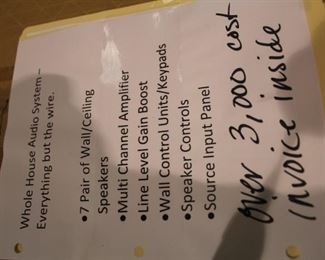 Whole House Audio System –
Everything but the wire.
•7 Pair of Wall/Ceiling
Speakers
•Multi Channel Amplifier
•Line Level Gain Boost
•Wall Control Units/Keypads
•Speaker Controls
•Source Input Panel
Over 3,000 cost
invoice inside